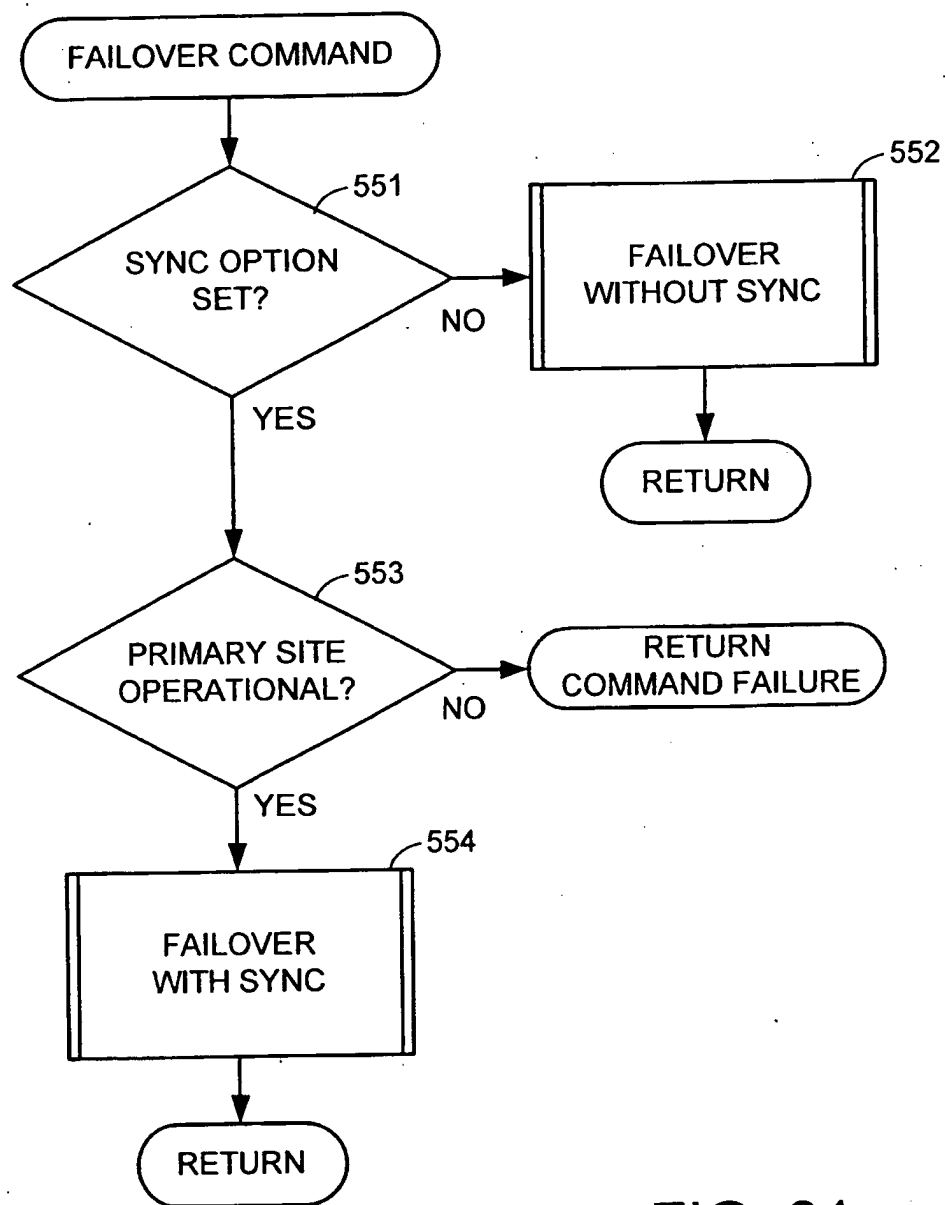 FAILOVER COMMAND
551
SYNC OPTION
SET?
NO
YES
552
FAILOVER
WITHOUT SYNC
RETURN
553
PRIMARY SITE
OPERATIONAL?
NO
YES
RETURN
COMMAND FAILURE
554
FAILOVER
WITH SYNC
RETURN